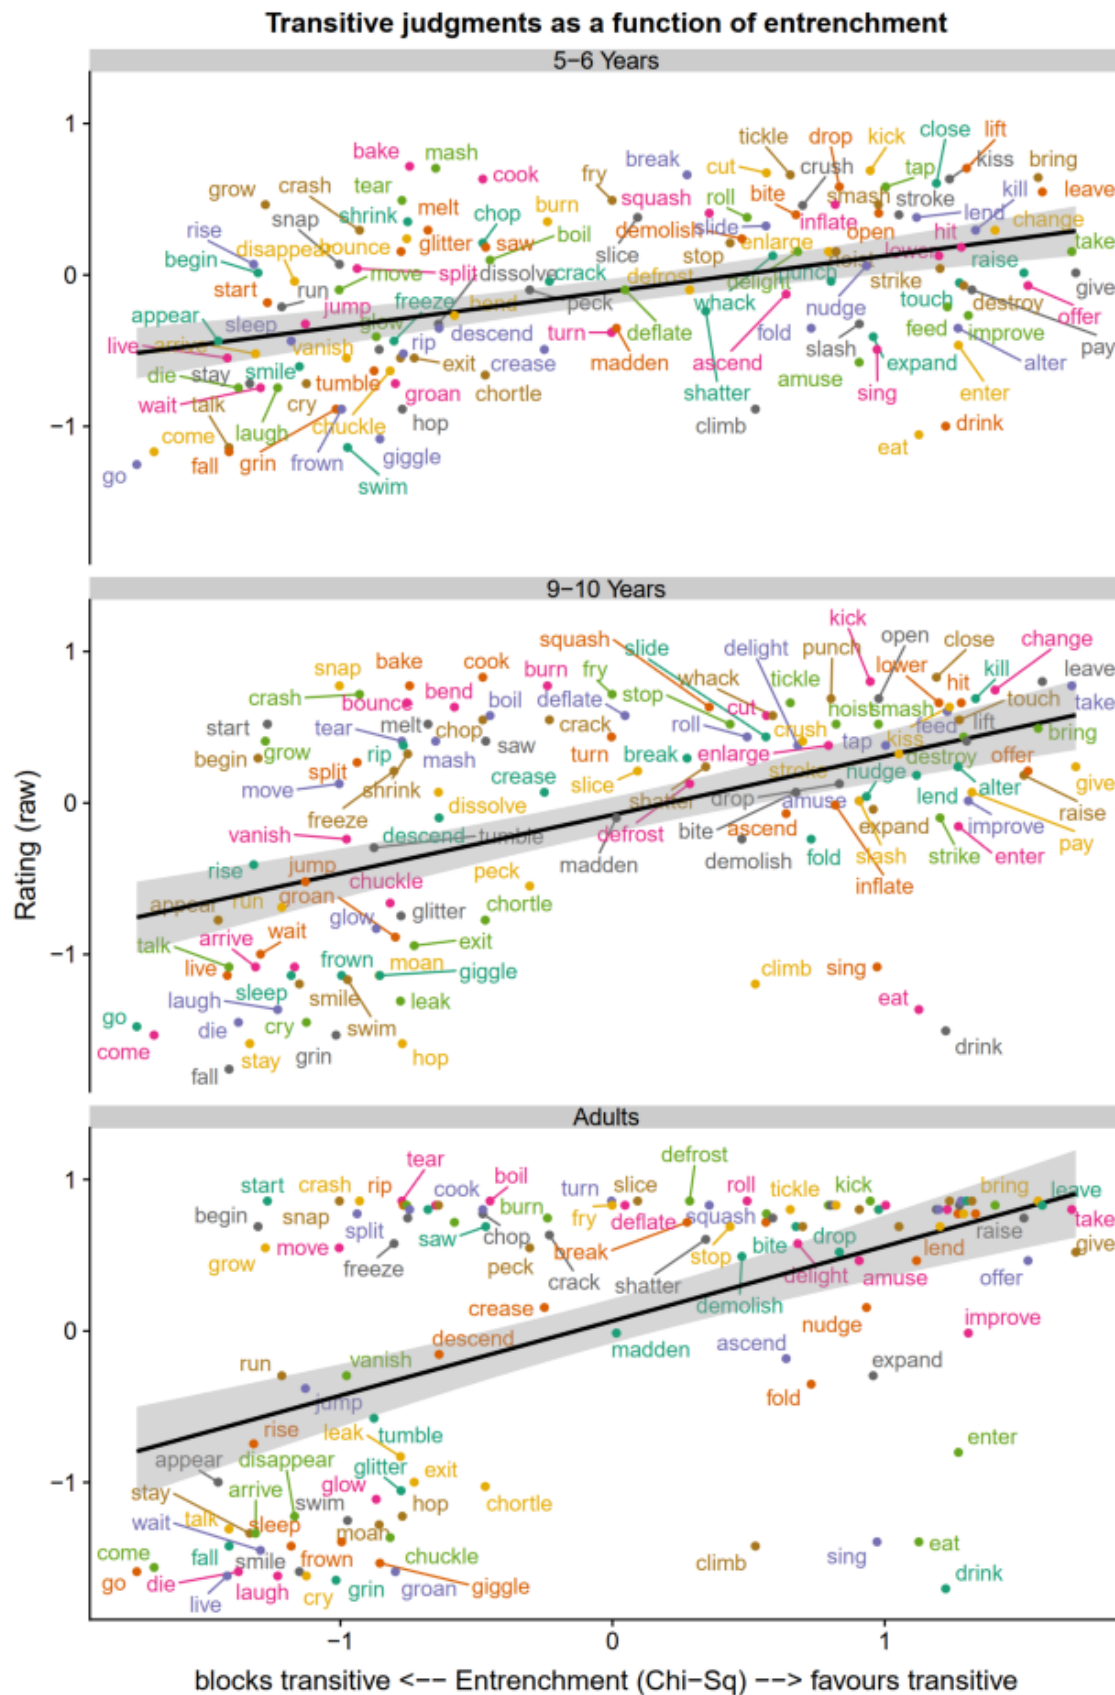 Transitive judgments as a function of entrenchment
5−6 Years
1
0
−1
tickle drop kick close lift
break cut crush tap kiss bring
bake mash
cook fry squash roll bite smash stroke kill leave
grow crash tear melt chop burn
snap shrink slice demolish slide inflate open lend change
rise disappear bounce glitter saw boil stop enlarge hoist lower hit take
begin move split dissolve crack defrost delight punch strike raise give
start run jump freeze bend peck whack nudge touch destroy offer
appear sleep glow rip descend turn deflate fold feed improve pay
live arrive vanish exit crease madden ascend slash expand alter
die stay smile tumble groan chortle shatter amuse sing enter
wait cry
talk laugh chuckle hop climb drink
come grin frown giggle eat
go fall swim
9−10 Years
Rating (raw)
1
0
−1
squash slide delight punch kick open close change
snap bake cook burn fry whack tickle lower hit kill leave
crash bounce bend boil deflate stop cut hoist smash touch take
start tear melt chop crack roll crush feed lift
begin grow rip mash saw turn break enlarge tap kiss destroy bring
split crease slice stroke nudge offer give
move shrink dissolve shatter drop amuse lend alter raise
freeze descend tumble defrost bite ascend expand improve
vanish madden demolish fold slash strike enter pay
rise jump chuckle peck inflate
appear run groan glitter chortle
talk arrive wait glow exit
live sleep frown moan giggle climb sing
laugh smile leak eat
go die cry swim
come stay grin hop drink
fall
Adults
1
0
−1
tear boil defrost
start crash rip cook burn turn slice roll tickle kick bring leave
begin snap split saw chop fry deflate squash drop raise take
grow move freeze peck break stop bite lend give
crack shatter delight amuse offer
crease demolish nudge improve
descend madden ascend expand
run vanish fold
jump
rise leak tumble enter
appear disappear glitter exit
stay arrive swim glow hop chortle
wait talk sleep moan
come fall smile frown chuckle climb sing eat
go die laugh cry grin groan giggle drink
live
−1 0 1
blocks transitive <−− Entrenchment (Chi−Sq) −−> favours transitive